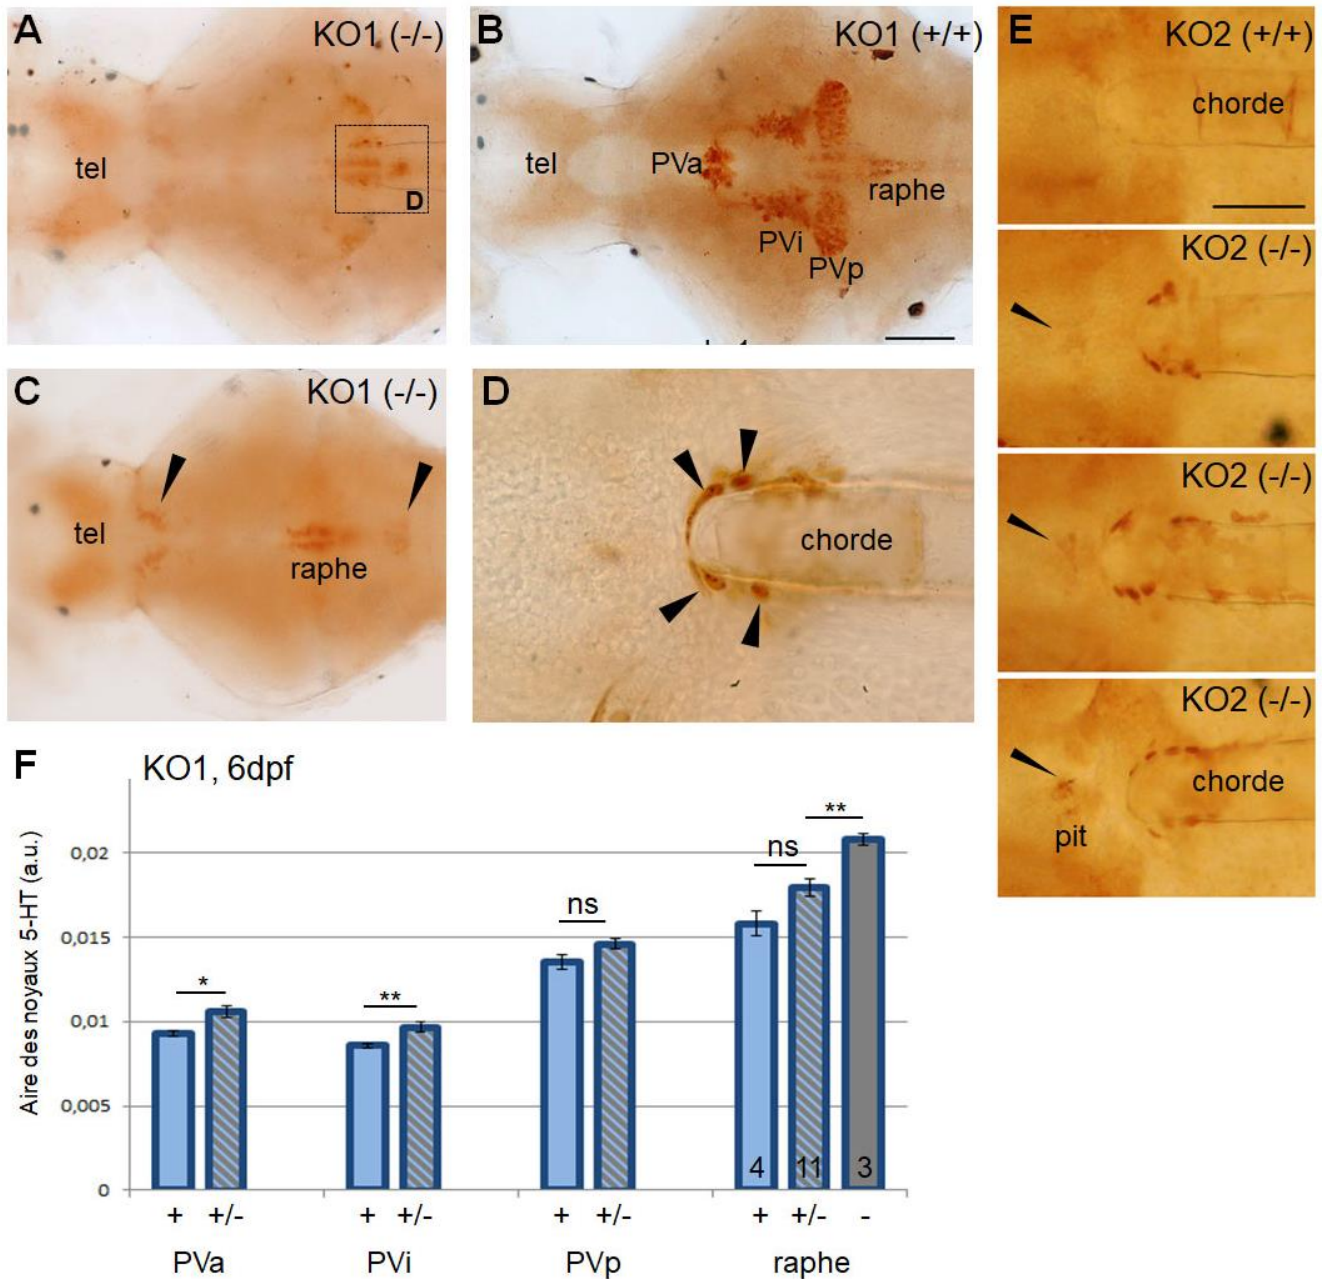 A
KO1 (-/-)
tel
D
B
KO1 (+/+)
tel
PVa
raphe
PVi
PVp
C
KO1 (-/-)
tel
raphe
D
chorde
E
KO2 (+/+)
chorde
KO2 (-/-)
KO2 (-/-)
KO2 (-/-)
chorde
pit
F
KO1, 6dpf
Aire des noyaux 5-HT (a.u.)
0,02
0,015
0,01
0,005
0
*
**
ns
ns
**
4
11
3
+
+/-
+
+/-
+
+/-
+
+/-
-
PVa
PVi
PVp
raphe